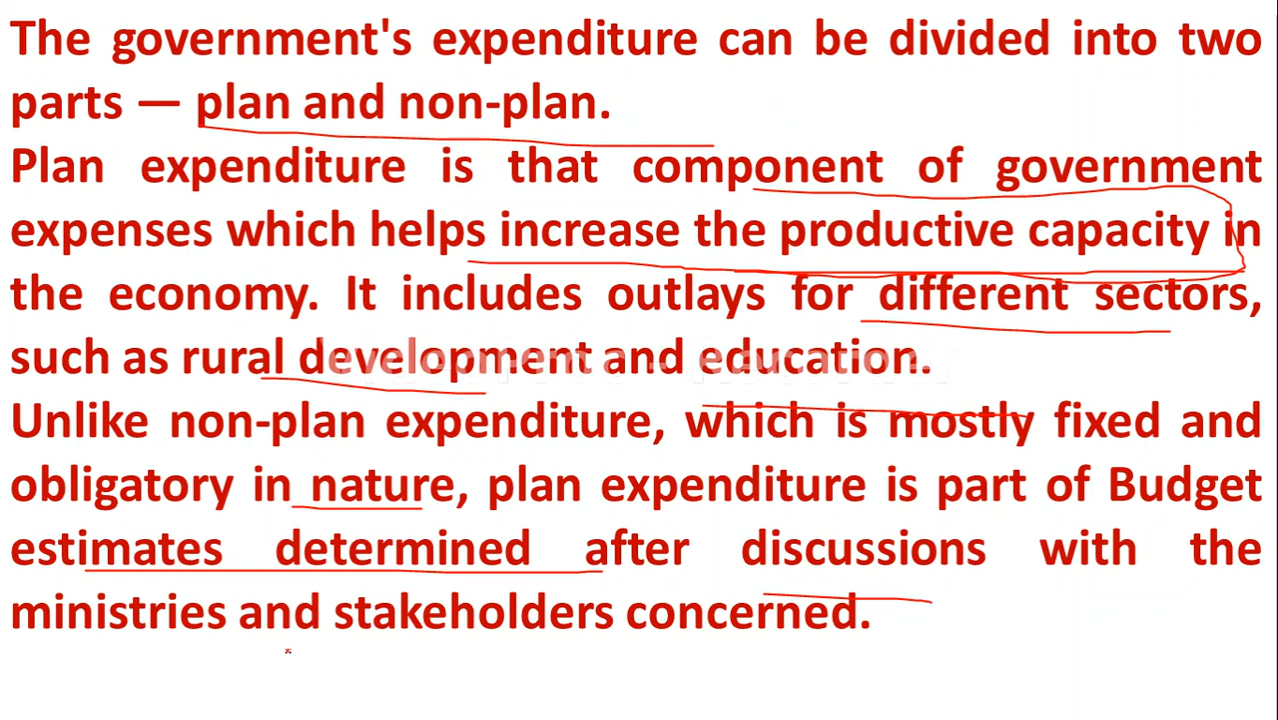 The government's expenditure can be divided into two
parts — plan and non-plan.
Plan expenditure is that component of government
expenses which helps increase the productive capacity in
the economy. It includes outlays for different sectors,
such as rural development and education.
Unlike non-plan expenditure, which is mostly fixed and
obligatory in nature, plan expenditure is part of Budget
estimates determined after discussions with the
ministries and stakeholders concerned.